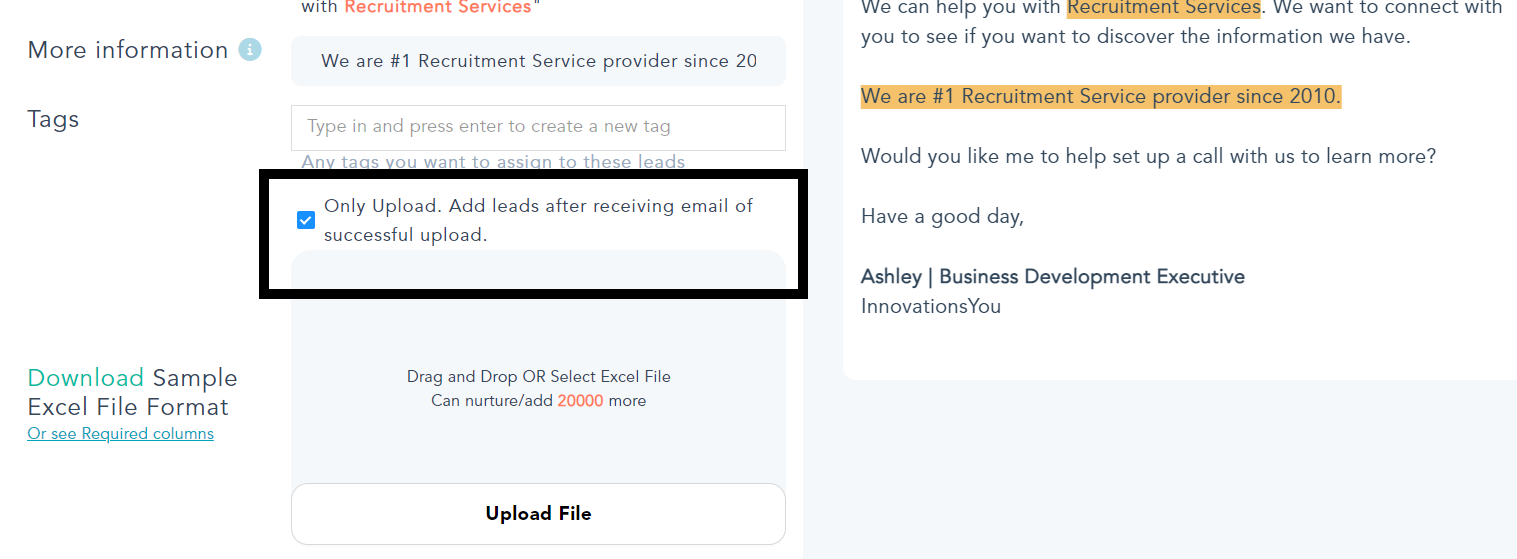 with Recruitment Services"
More information i
We are #1 Recruitment Service provider since 20
Tags
Type in and press enter to create a new tag
Any tags you want to assign to these leads
Only Upload. Add leads after receiving email of
successful upload.
Download Sample
Excel File Format
Or see Required columns
Drag and Drop OR Select Excel File
Can nurture/add 20000 more
Upload File
We can help you with Recruitment Services. We want to connect with
you to see if you want to discover the information we have.
We are #1 Recruitment Service provider since 2010.
Would you like me to help set up a call with us to learn more?
Have a good day,
Ashley | Business Development Executive
InnovationsYou